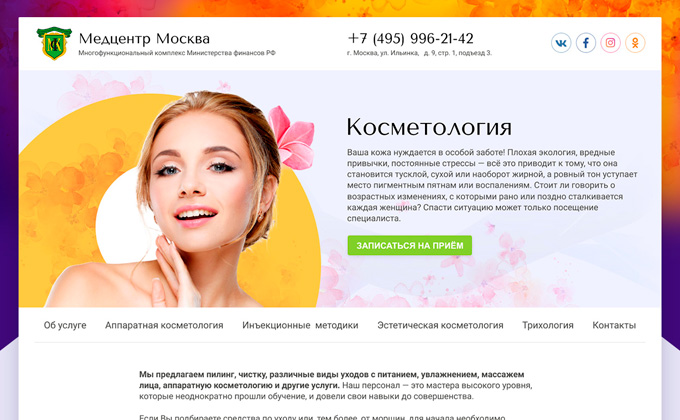 Медцентр Москва
Многофункциональный комплекс Министерства финансов РФ
+7 (495) 996-21-42
г. Москва, ул. Ильинка, д. 9, стр. 1, подъезд 3.
Косметология
Ваша кожа нуждается в особой заботе! Плохая экология, вредные
привычки, постоянные стрессы — всё это приводит к тому, что она
становится тусклой, сухой или наоборот жирной, а ровный тон уступает
место пигментным пятнам или воспалениям. Стоит ли говорить о
возрастных изменениях, с которыми рано или поздно сталкивается
каждая женщина? Спасти ситуацию может только посещение
специалиста.
ЗАПИСАТЬСЯ НА ПРИЁМ
Об услуге Аппаратная косметология Инъекционные методики Эстетическая косметология Трихология Контакты
Мы предлагаем пилинг, чистку, различные виды уходов с питанием, увлажнением, массажем
лица, аппаратную косметологию и другие услуги. Наш персонал — это мастера высокого уровня,
которые неоднократно прошли обучение, и довели свои навыки до совершенства.
Если Вы подбираете средства по уходу или, тем более, от морщин, для начала необходимо